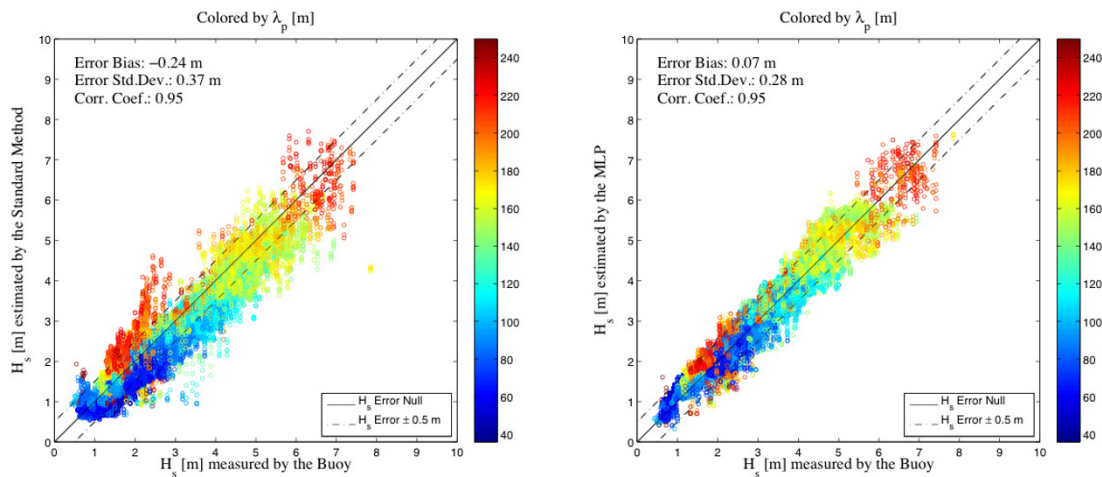 Colored by λp [m]
Error Bias: −0.24 m
Error Std.Dev.: 0.37 m
Corr. Coef.: 0.95
Hs [m] estimated by the Standard Method
10
9
8
7
6
5
4
3
2
1
0
0 1 2 3 4 5 6 7 8 9 10
Hs [m] measured by the Buoy
Hs Error Null
Hs Error ± 0.5 m
240
220
200
180
160
140
120
100
80
60
40
Colored by λp [m]
Error Bias: 0.07 m
Error Std.Dev.: 0.28 m
Corr. Coef.: 0.95
Hs [m] estimated by the MLP
10
9
8
7
6
5
4
3
2
1
0
0 1 2 3 4 5 6 7 8 9 10
Hs [m] measured by the Buoy
Hs Error Null
Hs Error ± 0.5 m
240
220
200
180
160
140
120
100
80
60
40